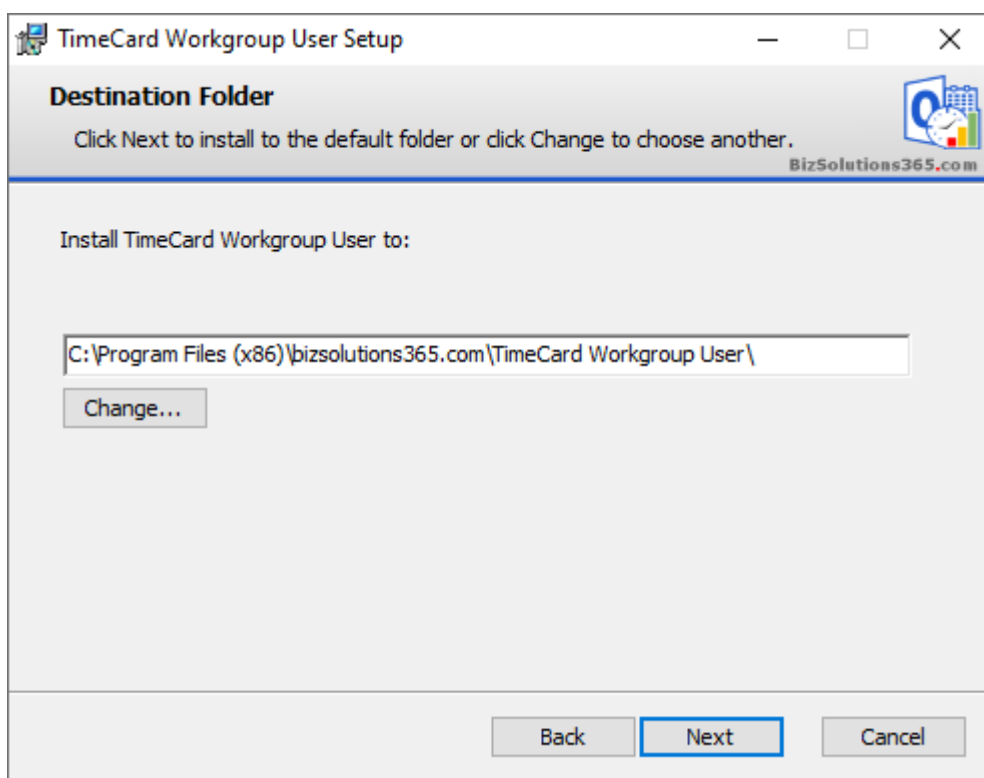 TimeCard Workgroup User Setup
Destination Folder
Click Next to install to the default folder or click Change to choose another.
BizSolutions365.com
Install TimeCard Workgroup User to:
C:\Program Files (x86)\bizsolutions365.com\TimeCard Workgroup User\
Change...
Back Next Cancel